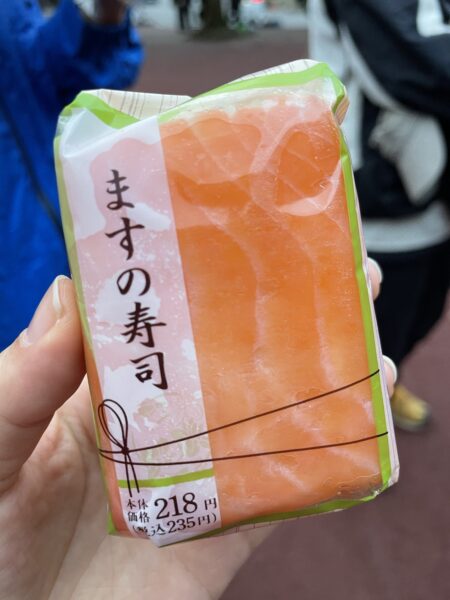 ますの寿司
本体
価格 218円
(税込235円)